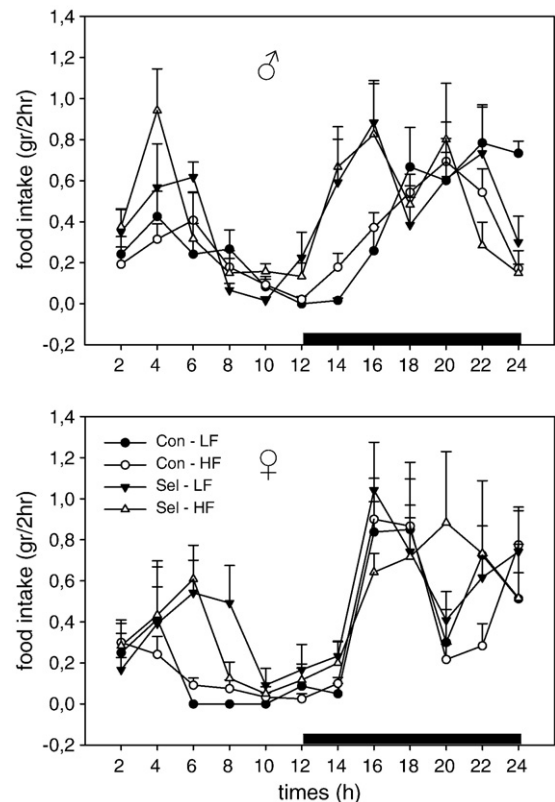 1,4
1,2
1,0
0,8
0,6
0,4
0,2
0,0
-0,2
food intake (gr/2hr)
♂
2 4 6 8 10 12 14 16 18 20 22 24
1,4
1,2
1,0
0,8
0,6
0,4
0,2
0,0
-0,2
food intake (gr/2hr)
♀
Con - LF
Con - HF
Sel - LF
Sel - HF
2 4 6 8 10 12 14 16 18 20 22 24
times (h)